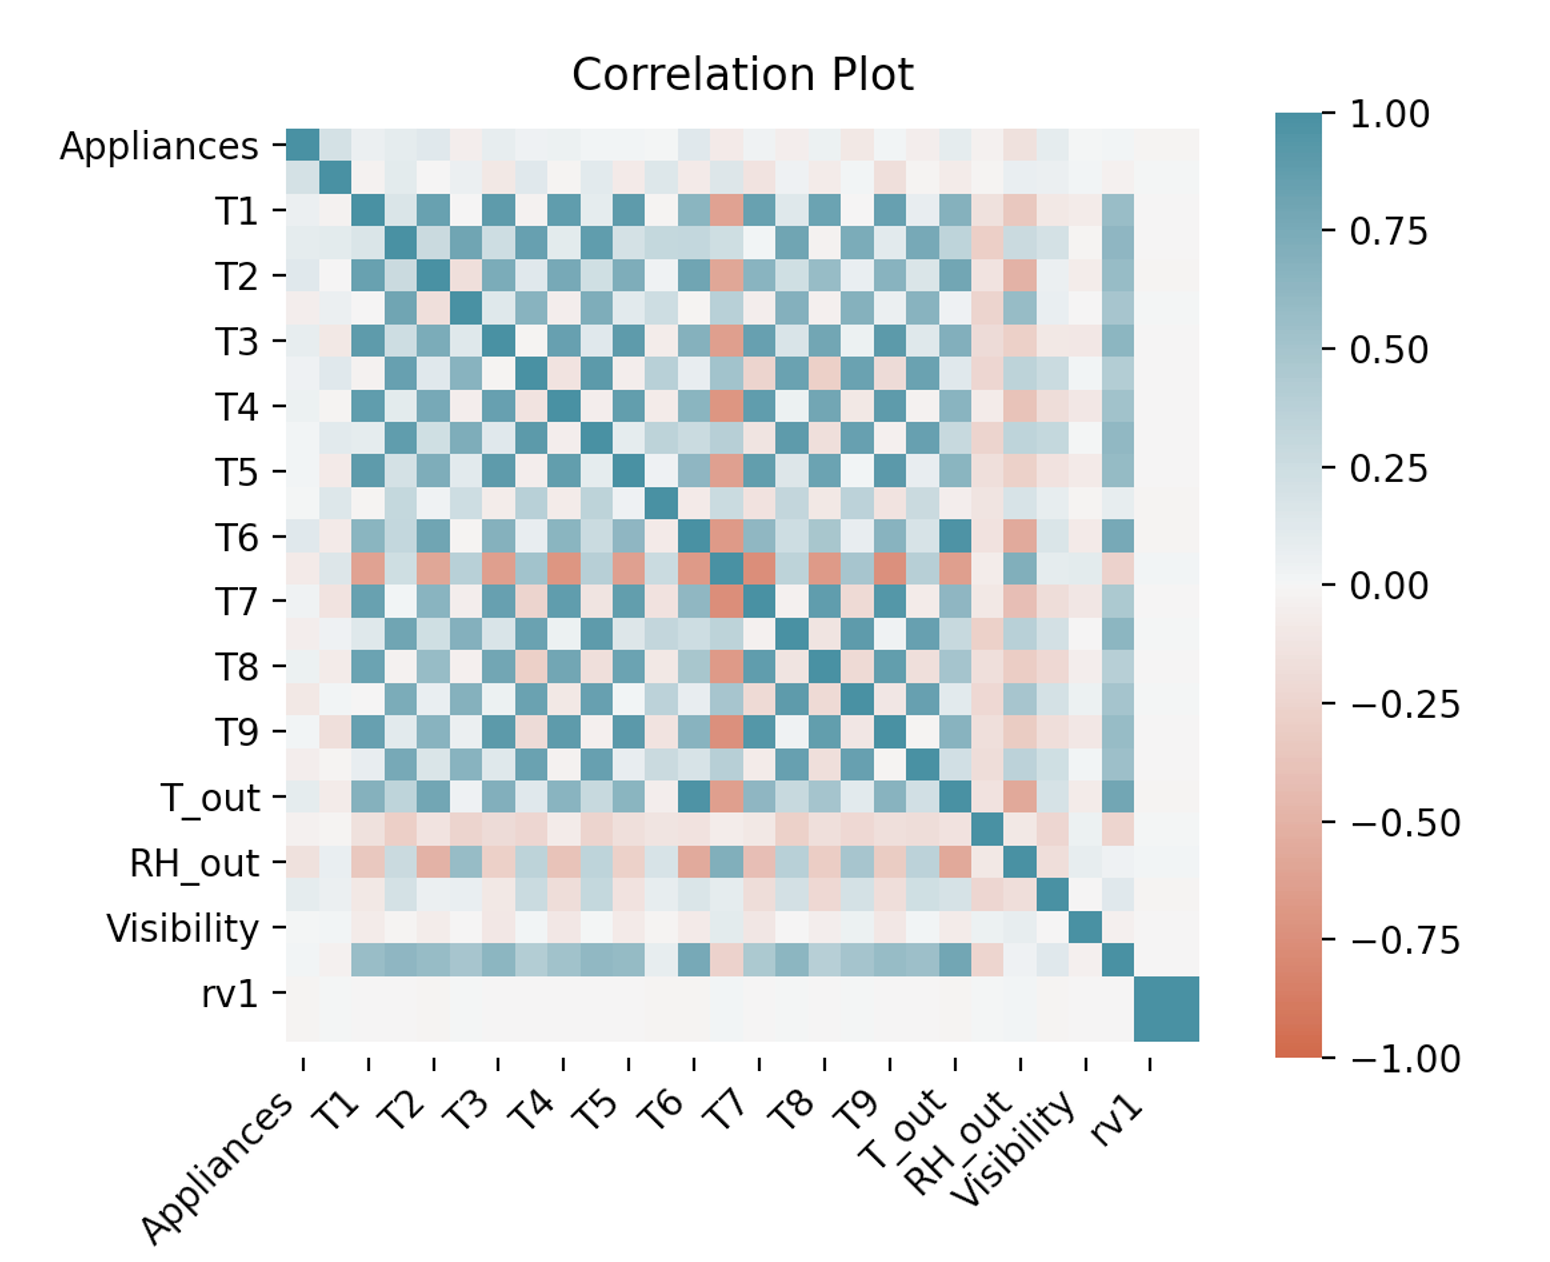 Correlation Plot
Appliances
T1
T2
T3
T4
T5
T6
T7
T8
T9
T_out
RH_out
Visibility
rv1
Appliances
T1
T2
T3
T4
T5
T6
T7
T8
T9
T_out
RH_out
Visibility
rv1
1.00
0.75
0.50
0.25
0.00
−0.25
−0.50
−0.75
−1.00